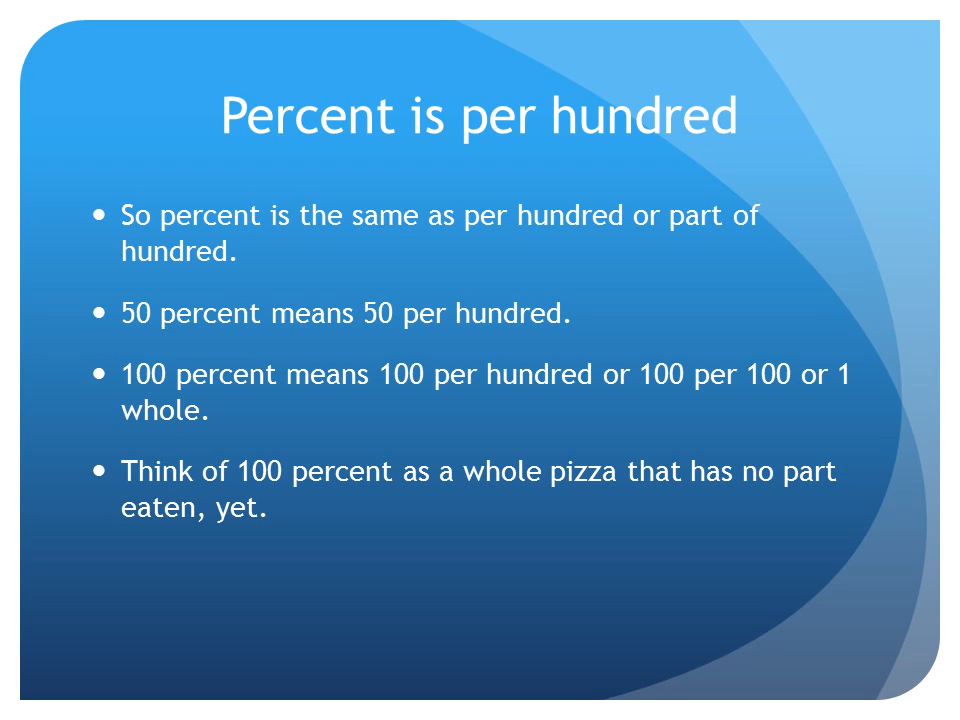 Percent is per hundred
• So percent is the same as per hundred or part of
hundred.
• 50 percent means 50 per hundred.
• 100 percent means 100 per hundred or 100 per 100 or 1
whole.
• Think of 100 percent as a whole pizza that has no part
eaten, yet.